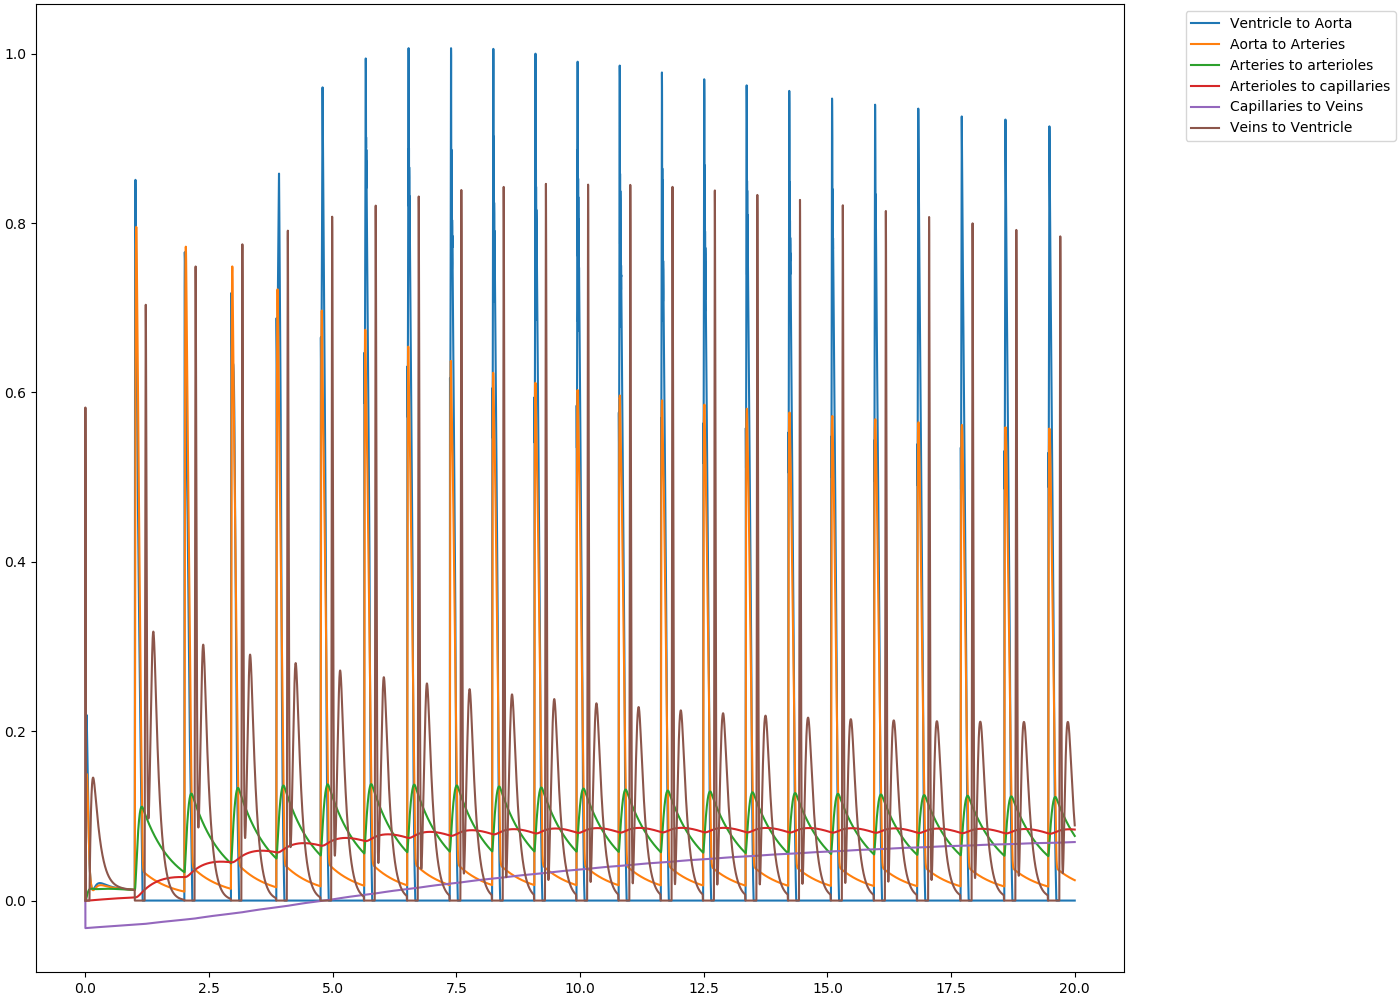 Ventricle to Aorta
Aorta to Arteries
Arteries to arterioles
Arterioles to capillaries
Capillaries to Veins
Veins to Ventricle
1.0
0.8
0.6
0.4
0.2
0.0
0.0 2.5 5.0 7.5 10.0 12.5 15.0 17.5 20.0